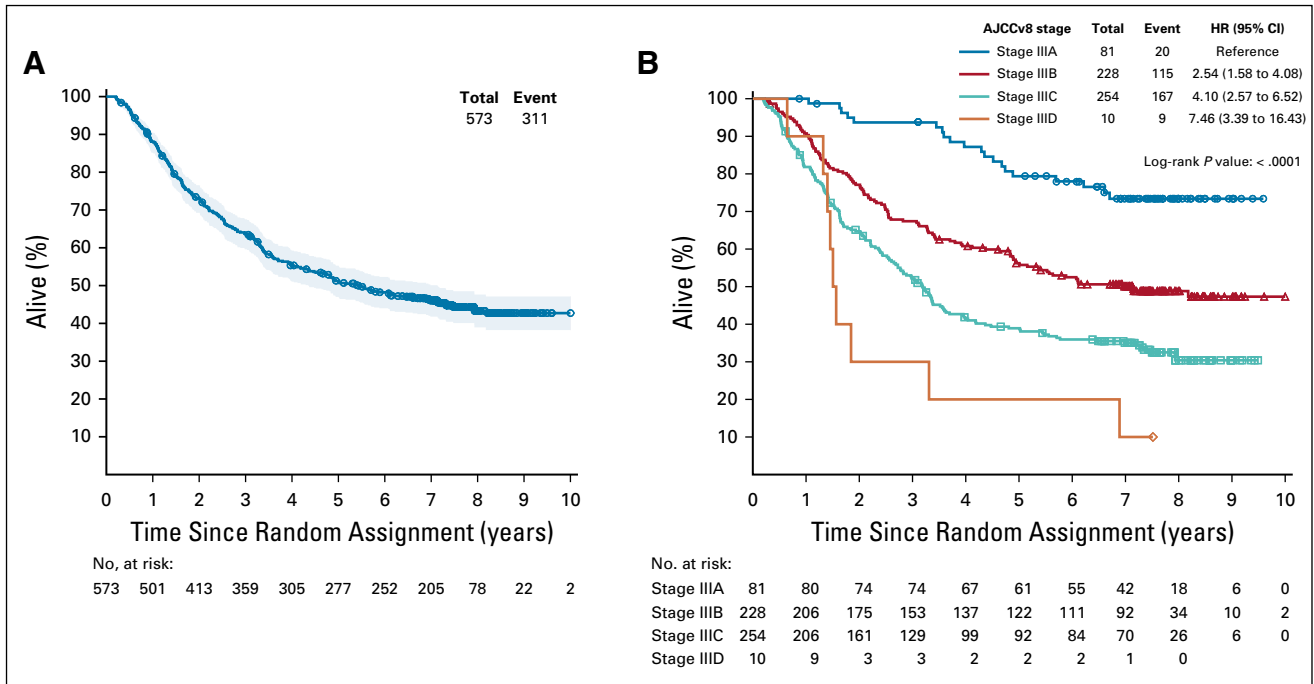 A
Total Event
573 311
100
90
80
70
60
50
40
30
20
10
Alive (%)
0 1 2 3 4 5 6 7 8 9 10
Time Since Random Assignment (years)
No, at risk:
573 501 413 359 305 277 252 205 78 22 2
B
AJCCv8 stage Total Event HR (95% CI)
Stage IIIA 81 20 Reference
Stage IIIB 228 115 2.54 (1.58 to 4.08)
Stage IIIC 254 167 4.10 (2.57 to 6.52)
Stage IIID 10 9 7.46 (3.39 to 16.43)
Log-rank P value: < .0001
100
90
80
70
60
50
40
30
20
10
Alive (%)
0 1 2 3 4 5 6 7 8 9 10
Time Since Random Assignment (years)
No. at risk:
Stage IIIA 81 80 74 74 67 61 55 42 18 6 0
Stage IIIB 228 206 175 153 137 122 111 92 34 10 2
Stage IIIC 254 206 161 129 99 92 84 70 26 6 0
Stage IIID 10 9 3 3 2 2 2 1 0